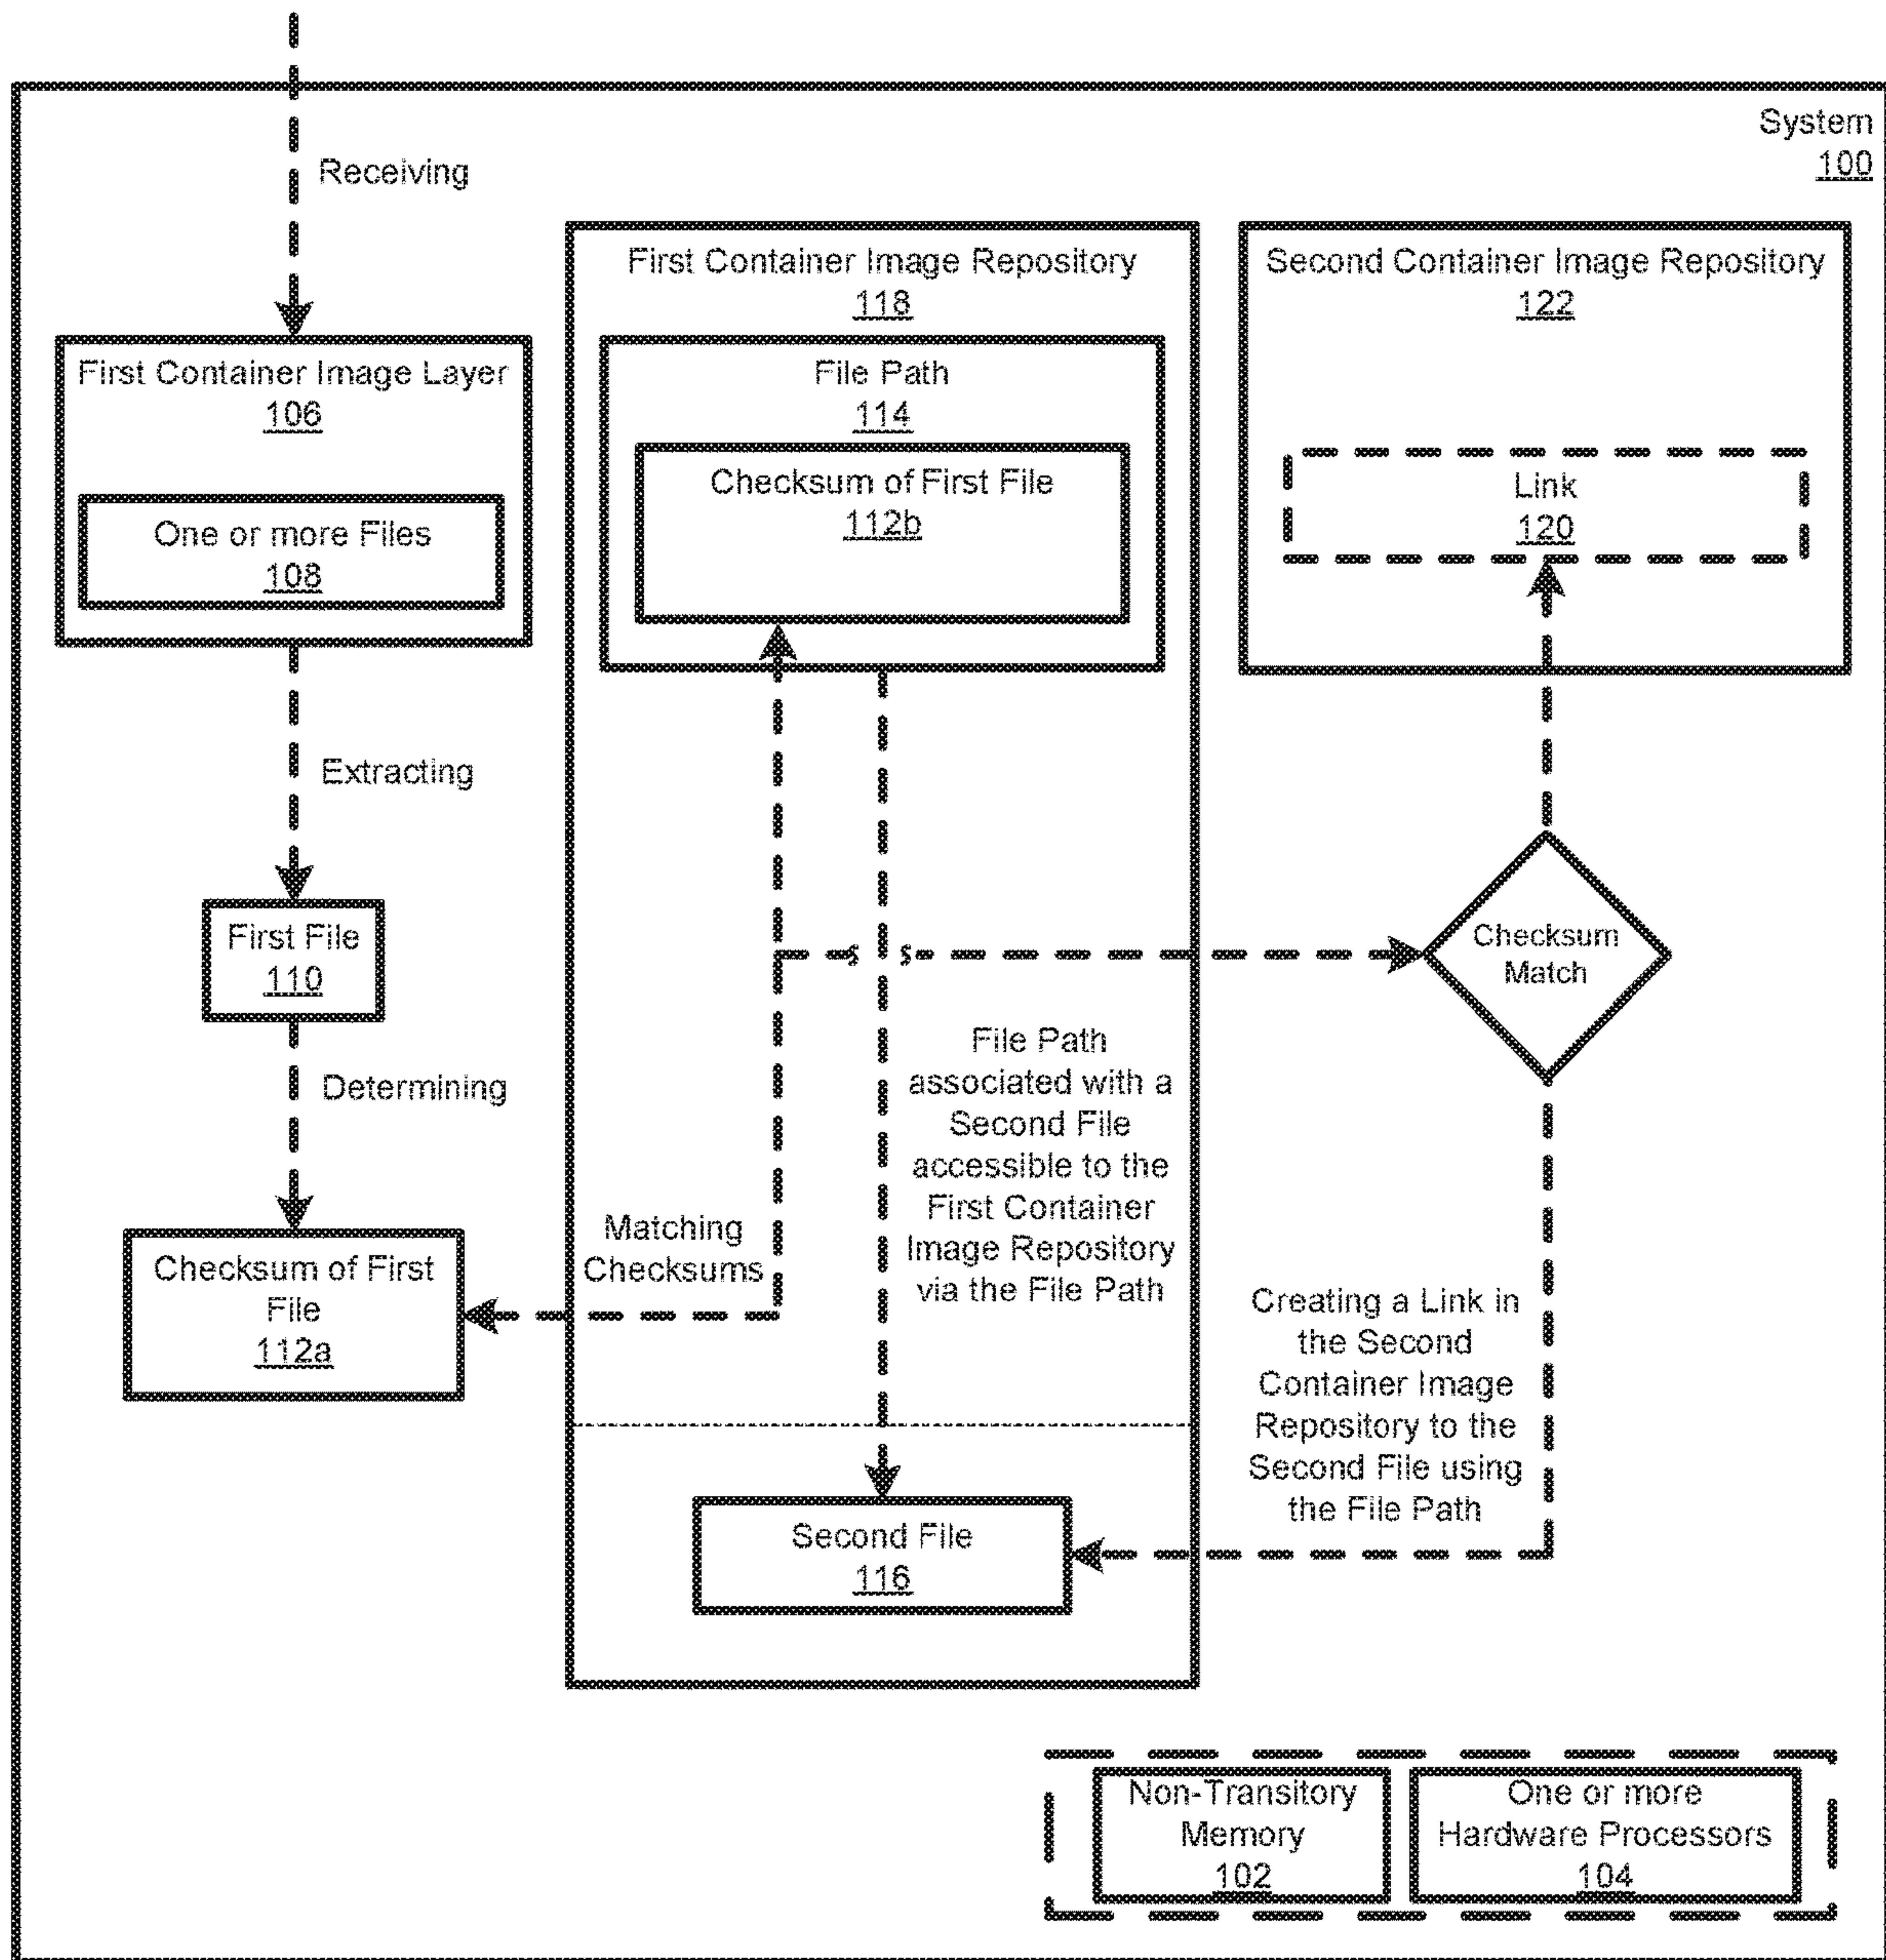 System
100
Receiving
First Container Image Layer
106
One or more Files
108
Extracting
First File
110
Determining
Checksum of First
File
112a
First Container Image Repository
118
File Path
114
Checksum of First File
112b
Matching
Checksums
File Path
associated with a
Second File
accessible to the
First Container
Image Repository
via the File Path
Second File
116
Second Container Image Repository
122
Link
120
Checksum
Match
Creating a Link in
the Second
Container Image
Repository to the
Second File using
the File Path
Non-Transitory
Memory
102
One or more
Hardware Processors
104